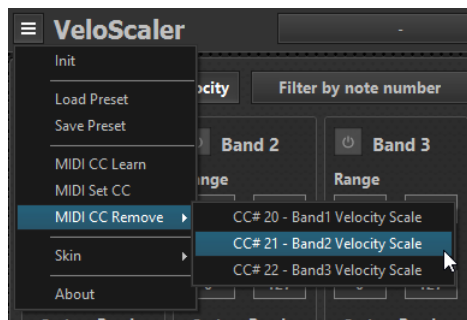 VeloScaler
-
Init
Load Preset
Save Preset
MIDI CC Learn
MIDI Set CC
MIDI CC Remove
Skin
About
Filter by note number
Band 2
Band 3
Range
CC# 20 - Band1 Velocity Scale
CC# 21 - Band2 Velocity Scale
CC# 22 - Band3 Velocity Scale